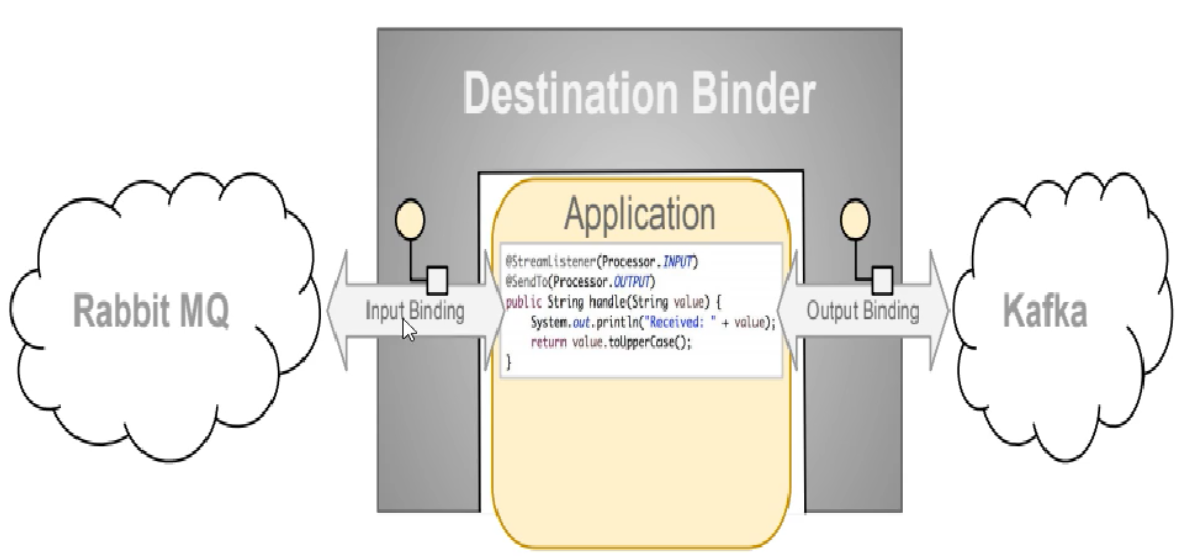 Destination Binder
Application
@StreamListener(Processor.INPUT)
@SendTo(Processor.OUTPUT)
public String handle(String value) {
System.out.println("Received: " + value);
return value.toUpperCase();
}
Rabbit MQ
Input Binding
Output Binding
Kafka